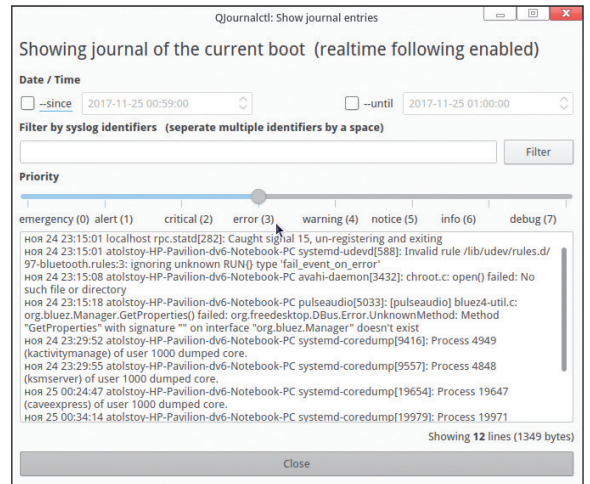 QJournalctl: Show journal entries
Showing journal of the current boot (realtime following enabled)
Date / Time
--since 2017-11-25 00:59:00 --until 2017-11-25 01:00:00
Filter by syslog identifiers (seperate multiple identifiers by a space)
Filter
Priority
emergency (0) alert (1) critical (2) error (3) warning (4) notice (5) info (6) debug (7)
ноя 24 23:15:01 localhost rpc.statd[282]: Caught signal 15, un-registering and exiting
ноя 24 23:15:01 atolstoy-HP-Pavilion-dv6-Notebook-PC systemd-udevd[588]: Invalid rule /lib/udev/rules.d/
97-bluetooth.rules:3: ignoring unknown RUN{} type 'fail_event_on_error'
ноя 24 23:15:08 atolstoy-HP-Pavilion-dv6-Notebook-PC avahi-daemon[3432]: chroot.c: open() failed: No
such file or directory
ноя 24 23:15:18 atolstoy-HP-Pavilion-dv6-Notebook-PC pulseaudio[5033]: [pulseaudio] bluez4-util.c:
org.bluez.Manager.GetProperties() failed: org.freedesktop.DBus.Error.UnknownMethod: Method
"GetProperties" with signature "" on interface "org.bluez.Manager" doesn't exist
ноя 24 23:29:52 atolstoy-HP-Pavilion-dv6-Notebook-PC systemd-coredump[9416]: Process 4949
(kactivitymanage) of user 1000 dumped core.
ноя 24 23:29:55 atolstoy-HP-Pavilion-dv6-Notebook-PC systemd-coredump[9557]: Process 4848
(ksmserver) of user 1000 dumped core.
ноя 25 00:24:47 atolstoy-HP-Pavilion-dv6-Notebook-PC systemd-coredump[19654]: Process 19647
(caveexpress) of user 1000 dumped core.
ноя 25 00:34:14 atolstoy-HP-Pavilion-dv6-Notebook-PC systemd-coredump[19979]: Process 19971
Showing 12 lines (1349 bytes)
Close